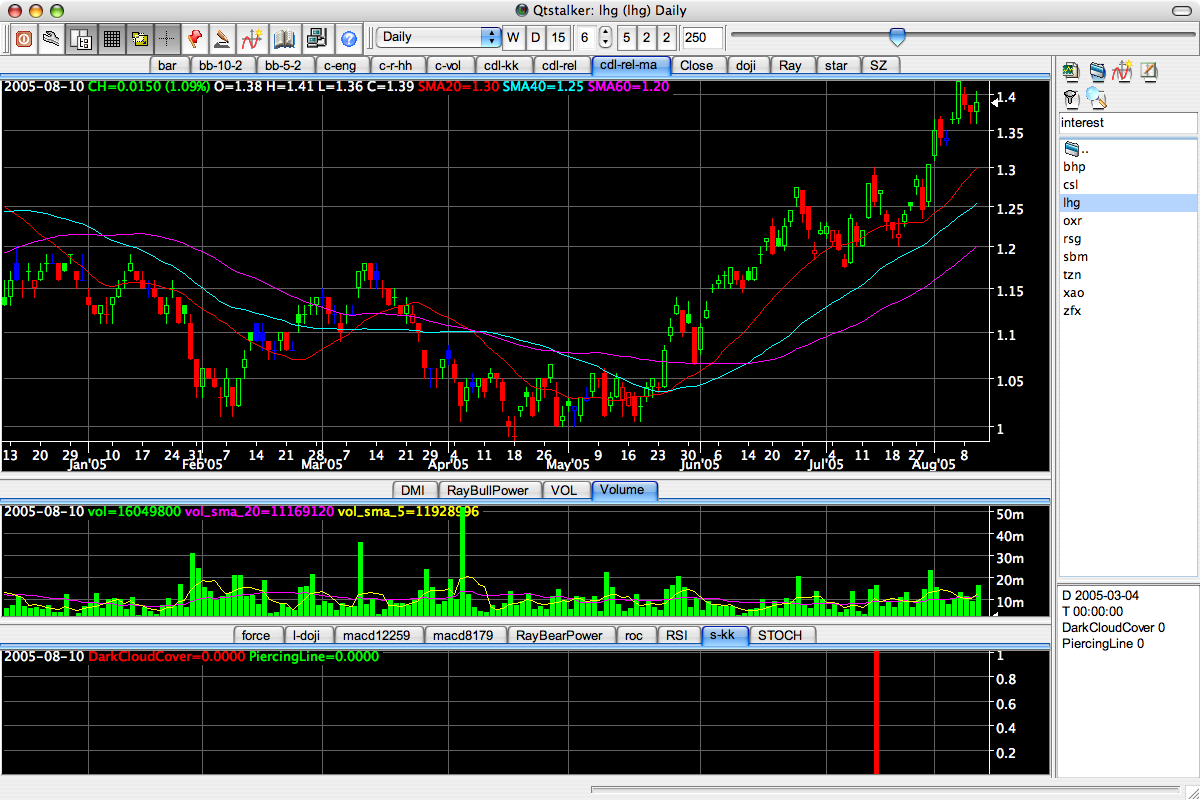 Qtstalker: lhg (lhg) Daily
Daily W D 15 6 5 2 2 250
bar bb-10-2 bb-5-2 c-eng c-r-hh c-vol cdl-kk cdl-rel cdl-rel-ma Close doji Ray star SZ
2005-08-10 CH=0.0150 (1.09%) O=1.38 H=1.41 L=1.36 C=1.39 SMA20=1.30 SMA40=1.25 SMA60=1.20
1.4
1.35
1.3
1.25
1.2
1.15
1.1
1.05
1
13 20 29 10 17 24 31 7 14 21 28 7 14 21 4 11 18 26 9 16 23 30 6 14 20 27 4 11 18 27 8
Jan'05 Feb'05 Mar'05 Apr'05 May'05 Jun'05 Jul'05 Aug'05
DMI RayBullPower VOL Volume
2005-08-10 vol=16049800 vol_sma_20=11169120 vol_sma_5=11928996
50m
40m
30m
20m
10m
force l-doji macd12259 macd8179 RayBearPower roc RSI s-kk STOCH
2005-08-10 DarkCloudCover=0.0000 PiercingLine=0.0000
1
0.8
0.6
0.4
0.2
interest
..
bhp
csl
lhg
oxr
rsg
sbm
tzn
xao
zfx
D 2005-03-04
T 00:00:00
DarkCloudCover 0
PiercingLine 0